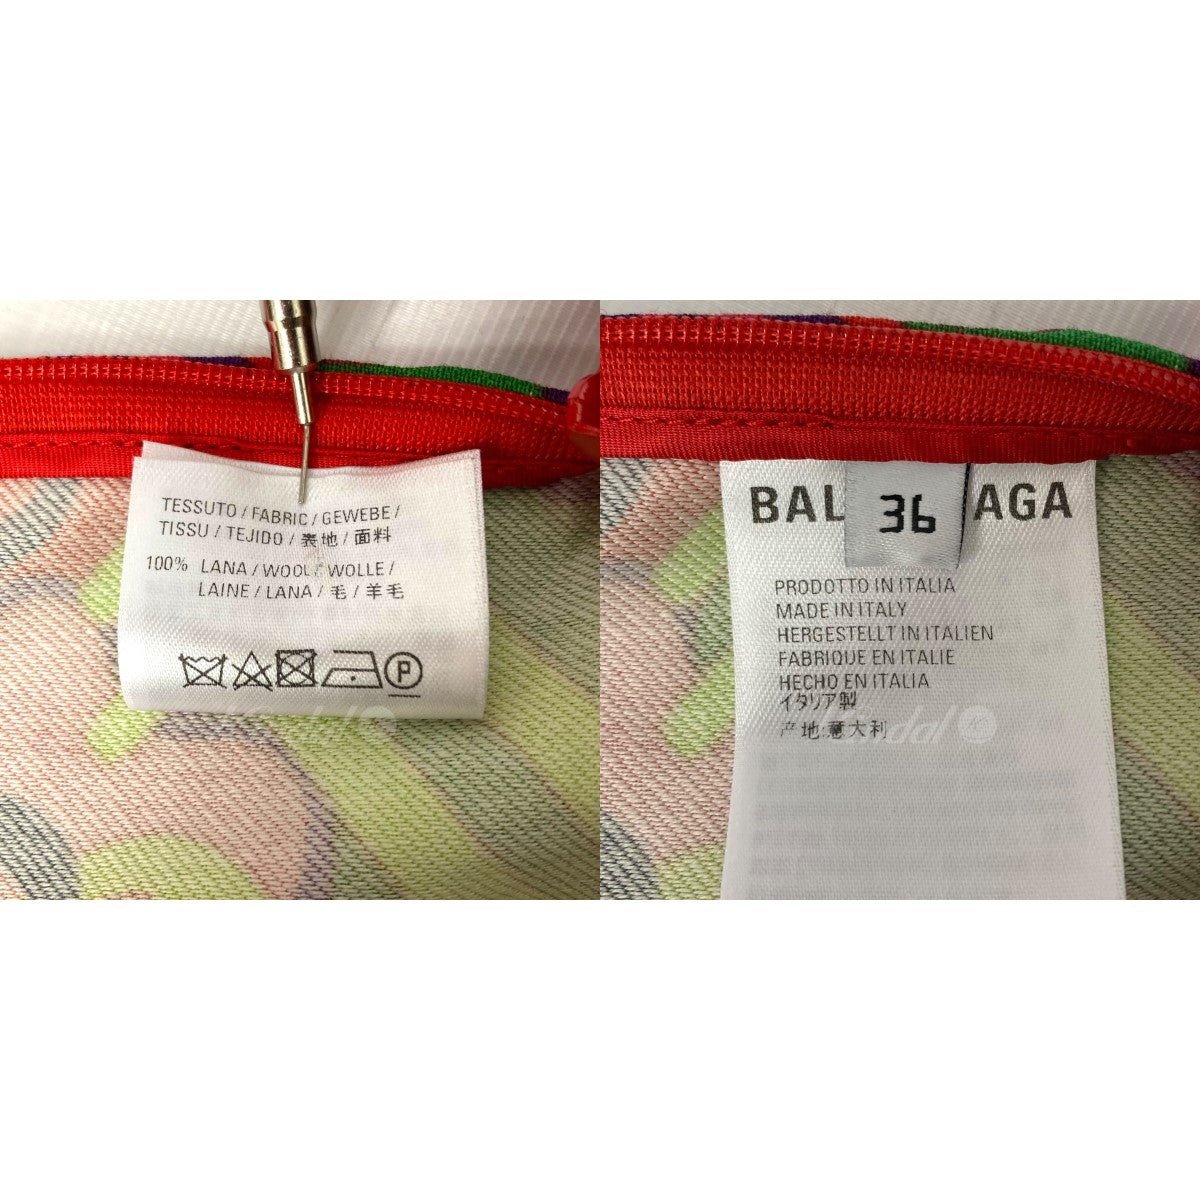 TESSUTO / FABRIC / GEWEBE /
TISSU / TEJIDO / 表地 / 面料
100% LANA / WOOL / WOLLE /
LAINE / LANA / 毛 / 羊毛
P
BAL 36 AGA
PRODOTTO IN ITALIA
MADE IN ITALY
HERGESTELLT IN ITALIEN
FABRIQUE EN ITALIE
HECHO EN ITALIA
イタリア製
产地:意大利